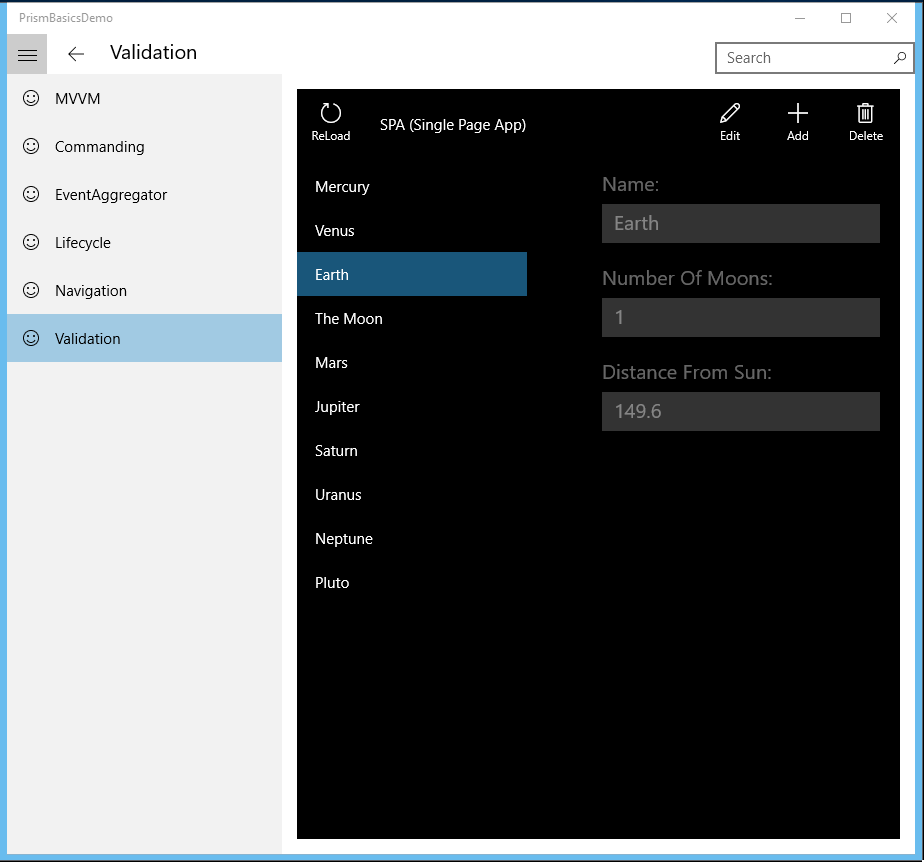 PrismBasicsDemo
Validation
Search
MVVM
Commanding
EventAggregator
Lifecycle
Navigation
Validation
ReLoad
SPA (Single Page App)
Edit
Add
Delete
Mercury
Venus
Earth
The Moon
Mars
Jupiter
Saturn
Uranus
Neptune
Pluto
Name:
Earth
Number Of Moons:
1
Distance From Sun:
149.6